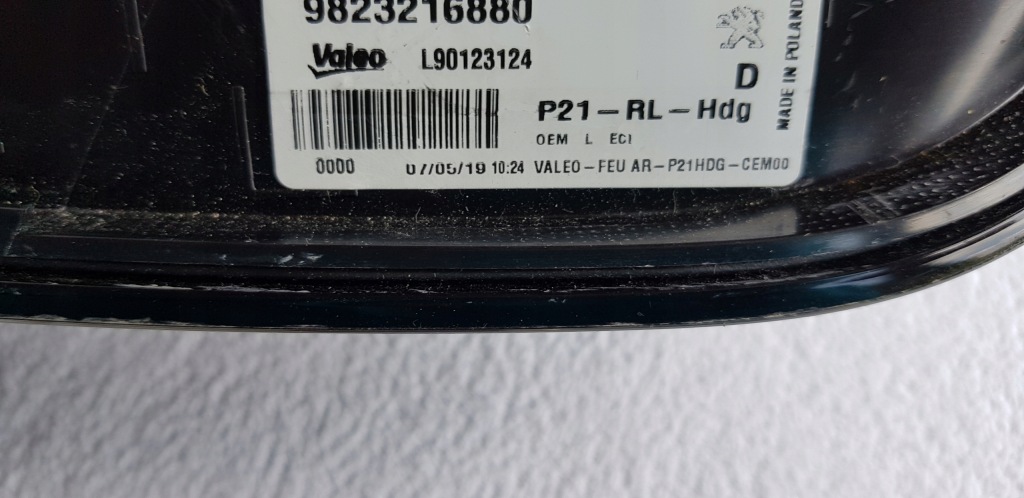 9823216880
Valeo L90123124
D
P21-RL-Hdg
OEM L ECI
0000 07/05/19 10:24 VALEO-FEU AR-P21HDG-CEM00
MADE IN POLAND